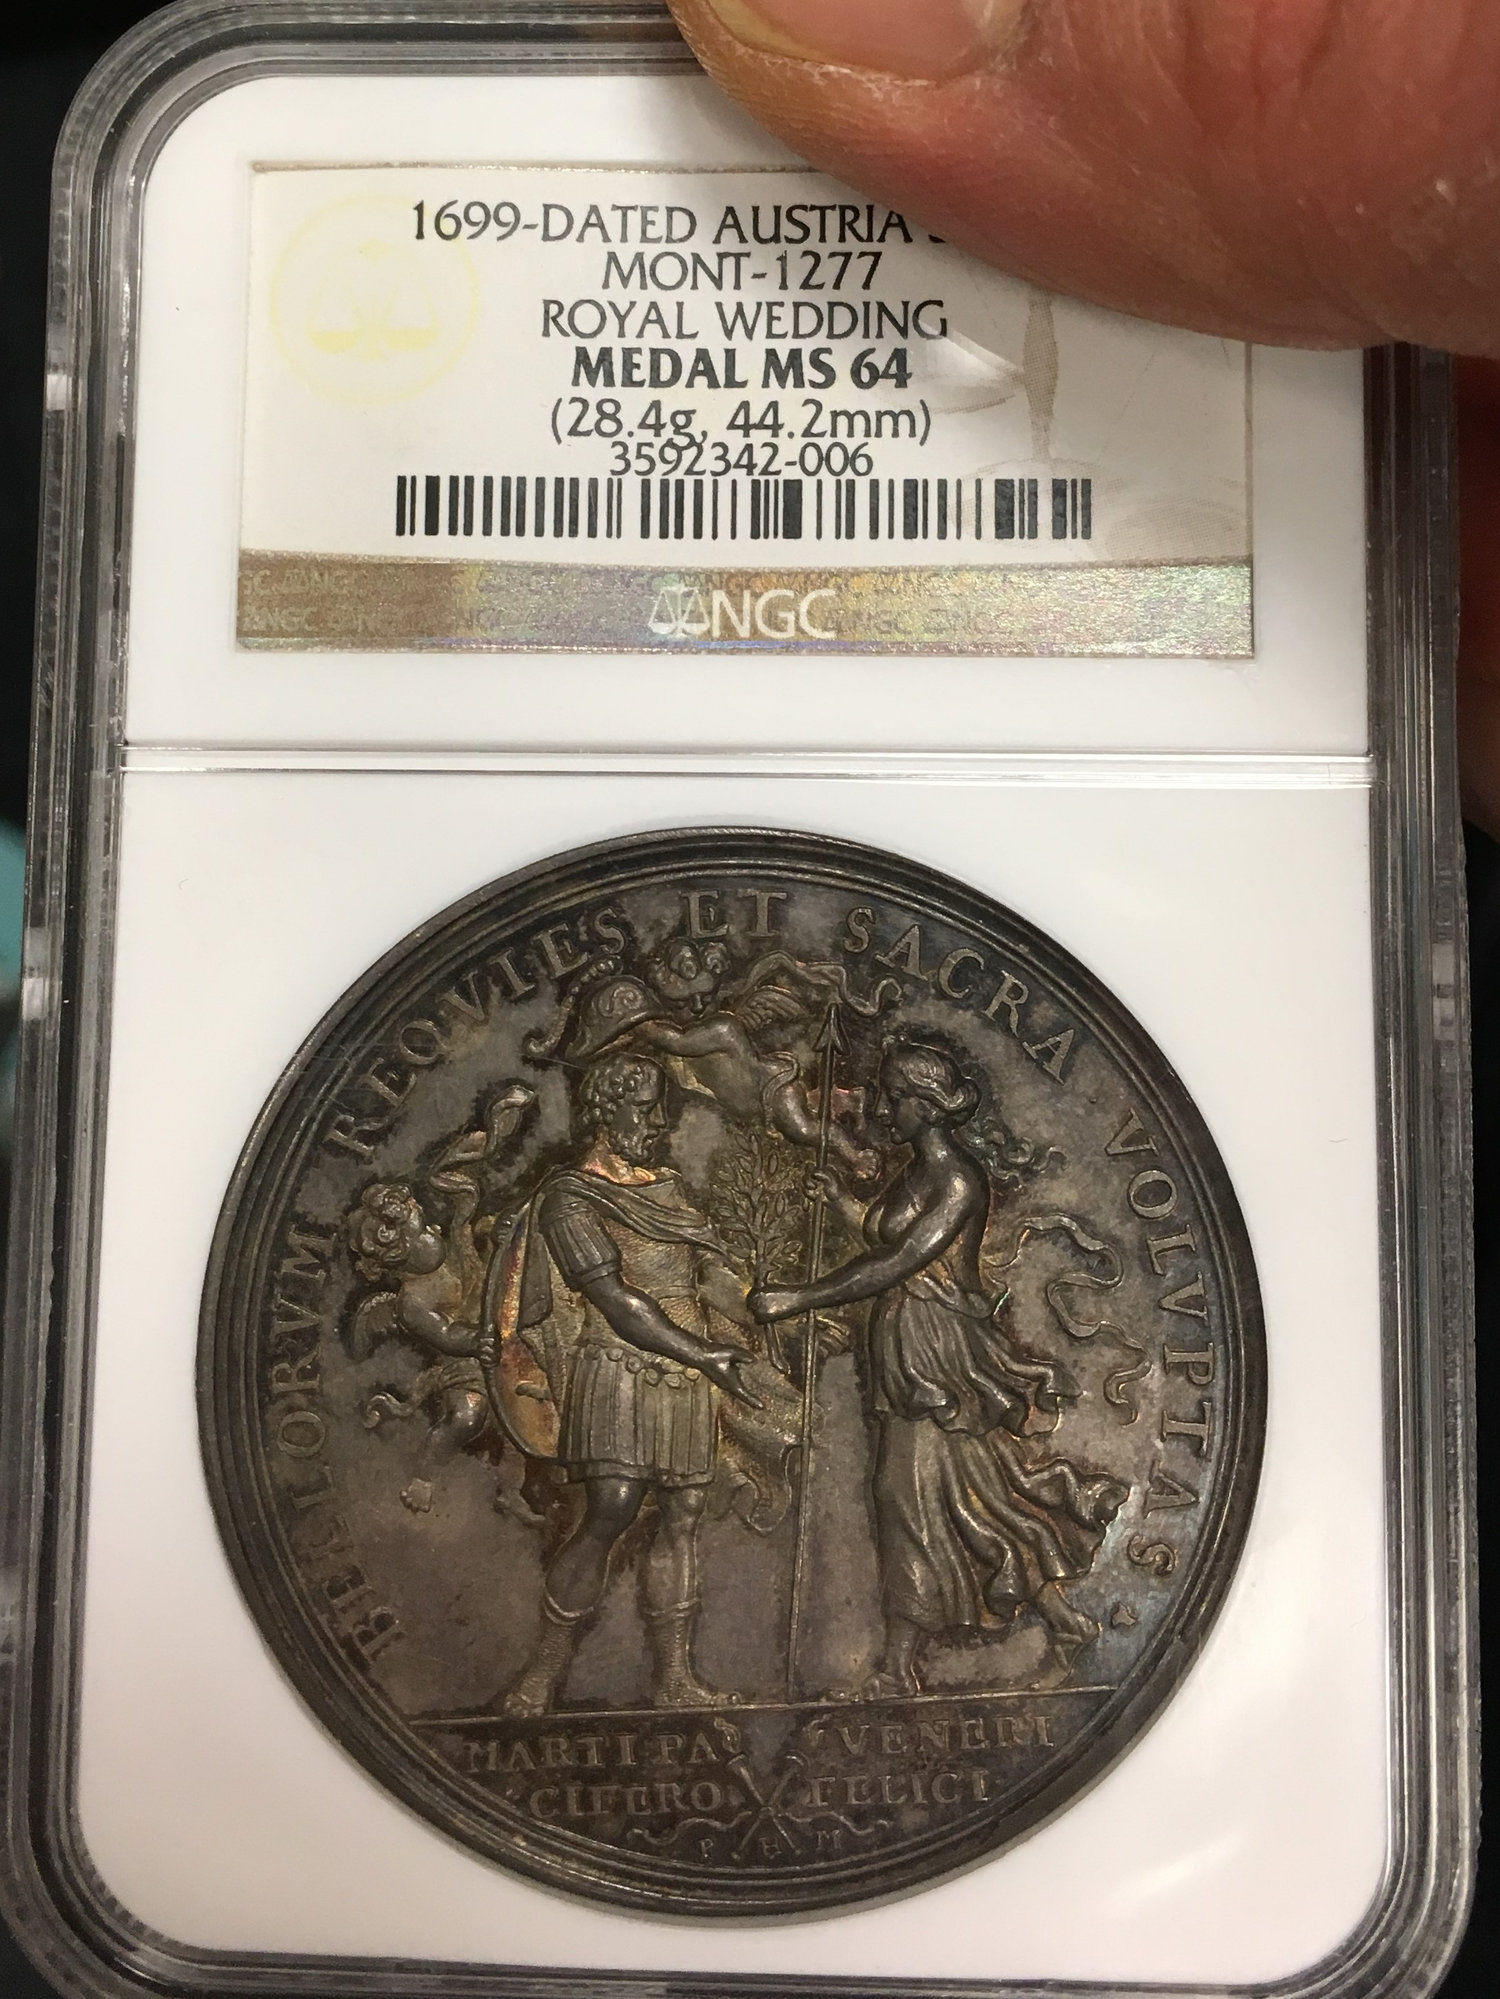 1699-DATED AUSTRIA
MONT-1277
ROYAL WEDDING
MEDAL MS 64
(28.4g, 44.2mm)
3592342-006
NGC
BELLORVM REQVIES ET SACRA VOLVPTAS
MARTI PA VENERI
CIFERO FELICI
P H M